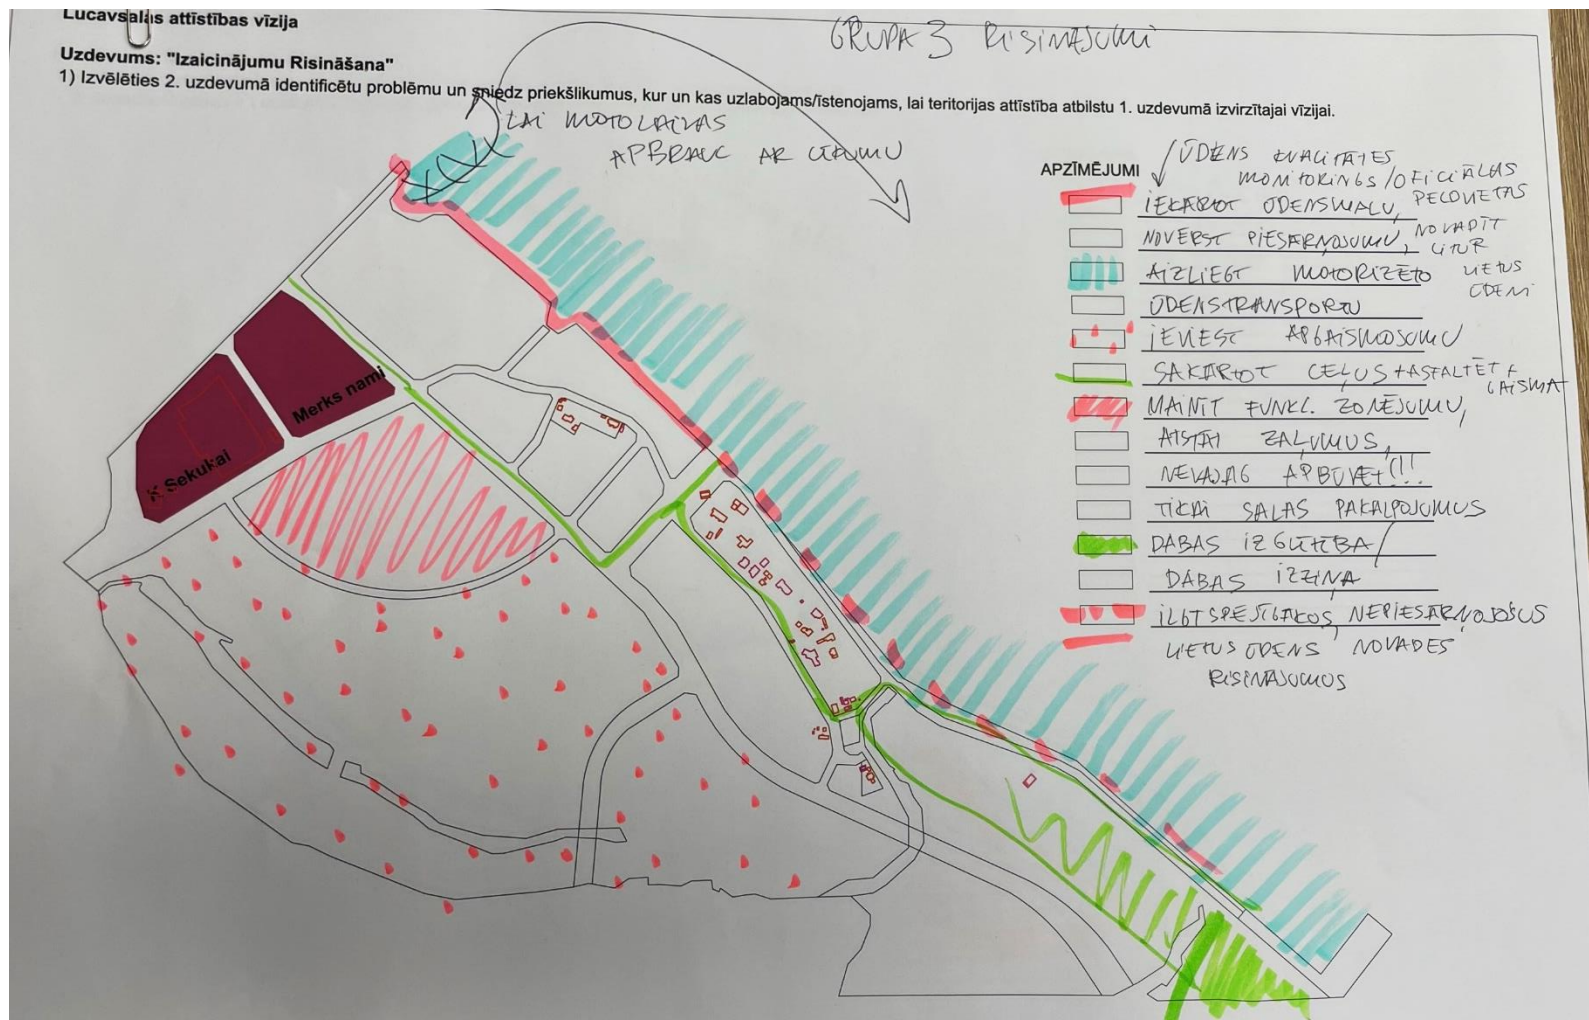 Lucavsalas attīstības vīzija
GRUPA 3 RISINĀJUMI
Uzdevums: "Izaicinājumu Risināšana"
1) Izvēlēties 2. uzdevumā identificētu problēmu un sniedz priekšlikumus, kur un kas uzlabojams/īstenojams, lai teritorijas attīstība atbilstu 1. uzdevumā izvirzītajai vīzijai.
LAI MOTOLAIVAS
APBRAUC AR LĪKUMU
APZĪMĒJUMI
ŪDENS KVALITĀTES
MONITORINGS/OFICIĀLAS
PELDVIETAS
IEKĀRTOT ŪDENSMALU,
NOVĒRST PIESĀRŅOJUMU, NOVADĪT
CITUR
LIETUS
ŪDENI
AIZLIEGT MOTORIZĒTO
ŪDENSTRANSPORTU
IEVIEST APGAISMOJUMU
SAKĀRTOT CEĻUS + ASFALTĒT +
GAISMA
MAINĪT FUNKC. ZONĒJUMU,
ATSTĀT ZAĻUMUS,
NEVAJAG APBŪVĒT!!!
TIKAI SALAS PAKALPOJUMUS
DABAS IZGLĪTĪBA/
DABAS IZZIŅA
ILGTSPĒJĪGĀKOS, NEPIESĀRŅOJOŠUS
LIETUS ŪDENS NOVADES
RISINĀJUMUS
Merks nami
K Sekukai